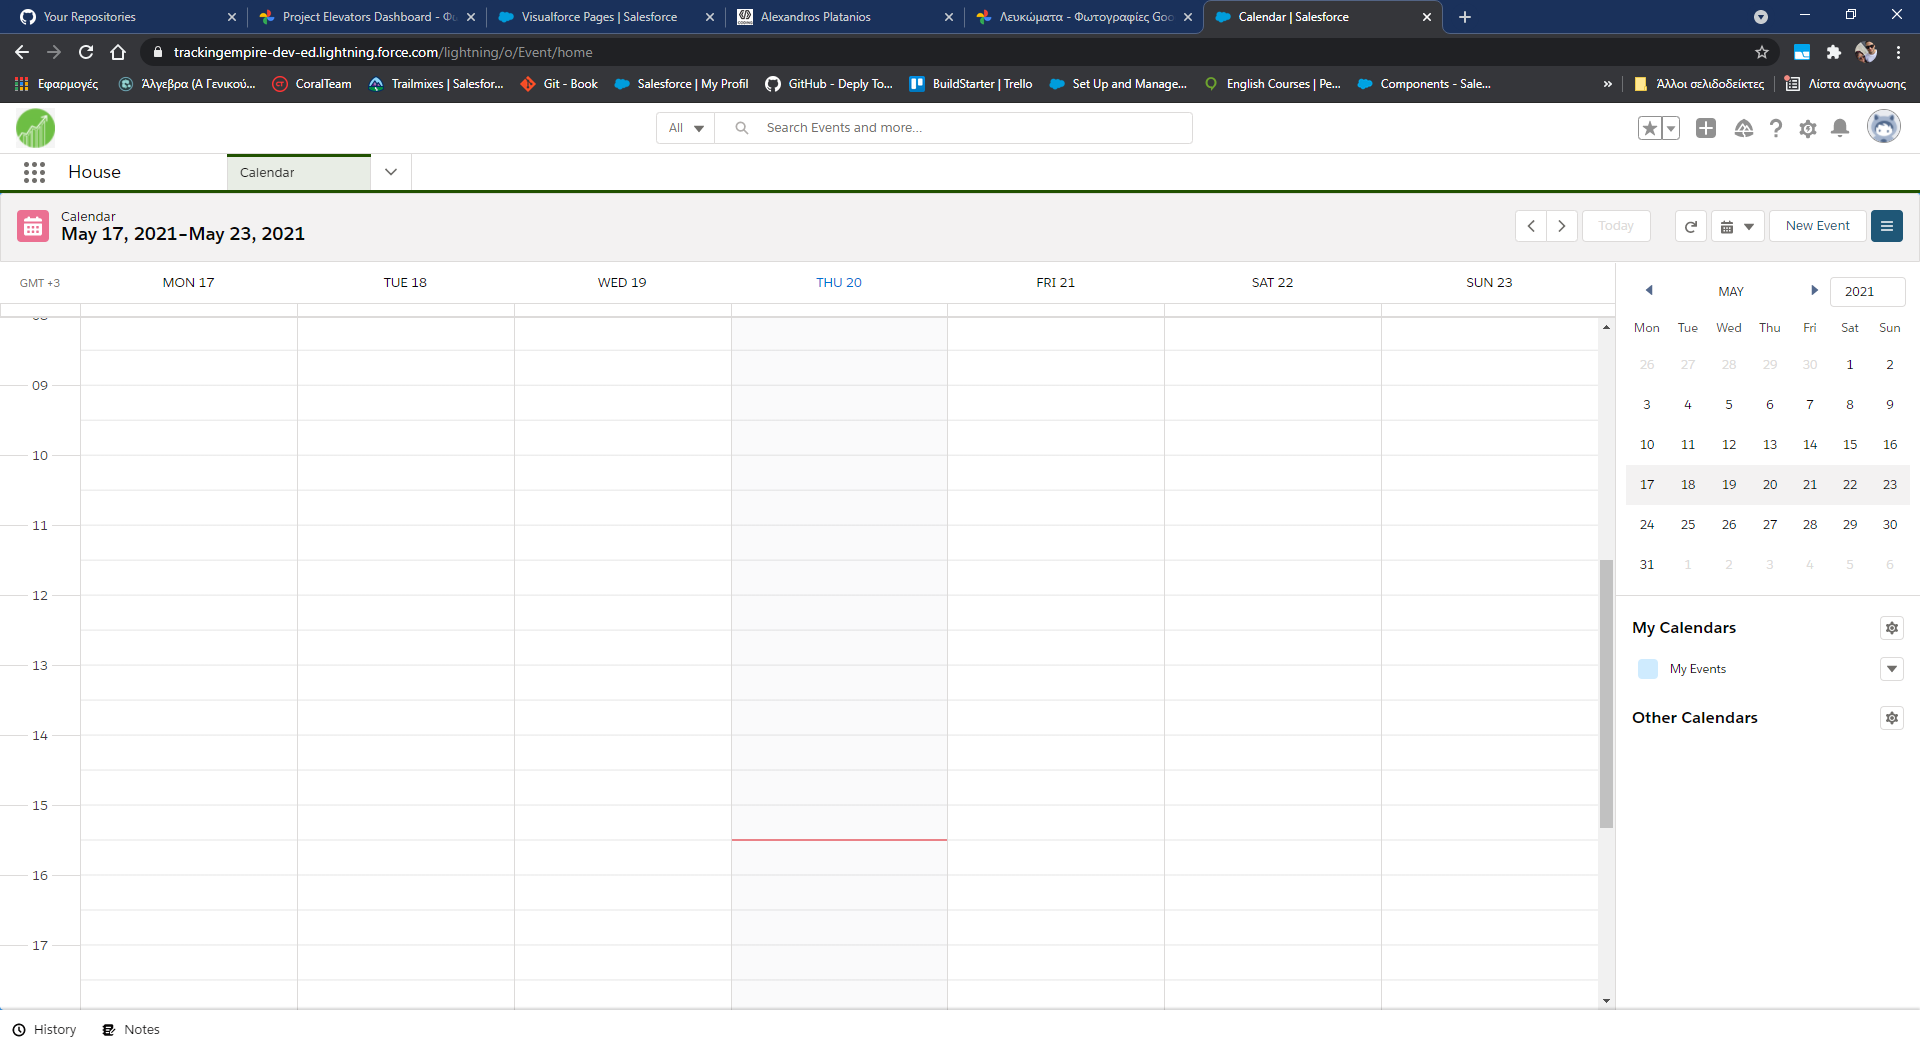 Your Repositories
Project Elevators Dashboard - Φω
Visualforce Pages | Salesforce
Alexandros Platanios
Λευκώματα - Φωτογραφίες Goo
Calendar | Salesforce
trackingempire-dev-ed.lightning.force.com/lightning/o/Event/home
Εφαρμογές
Άλγεβρα (Α Γενικού...
CoralTeam
Trailmixes | Salesfor...
Git - Book
Salesforce | My Profil
GitHub - Deply To...
BuildStarter | Trello
Set Up and Manage...
English Courses | Pe...
Components - Sale...
»
Άλλοι σελιδοδείκτες
Λίστα ανάγνωσης
All
Search Events and more...
House
Calendar
Calendar
May 17, 2021–May 23, 2021
Today
New Event
GMT +3
MON 17
TUE 18
WED 19
THU 20
FRI 21
SAT 22
SUN 23
09
10
11
12
13
14
15
16
17
MAY
2021
Mon Tue Wed Thu Fri Sat Sun
26 27 28 29 30 1 2
3 4 5 6 7 8 9
10 11 12 13 14 15 16
17 18 19 20 21 22 23
24 25 26 27 28 29 30
31 1 2 3 4 5 6
My Calendars
My Events
Other Calendars
History
Notes